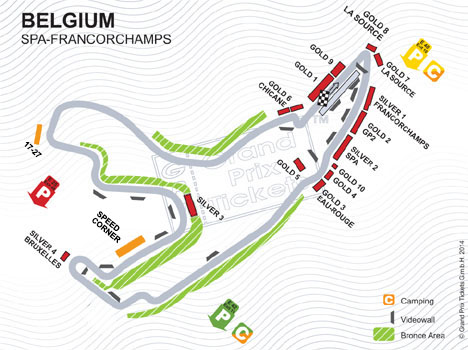 BELGIUM
SPA-FRANCORCHAMPS
GOLD 8
LA SOURCE
GOLD 9
GOLD 1
GOLD 7
LA SOURCE
GOLD 6
CHICANE
SILVER 1
FRANCORCHAMPS
GOLD 2
GP2
SILVER 2
SPA
GOLD 10
GOLD 4
GOLD 5
GOLD 3
EAU-ROUGE
17-27
SILVER 3
SPEED
CORNER
SILVER 4
BRUXELLES
Grand
Prix
Tickets
TM
P
C
P
P
C
C Camping
Videowall
Bronce Area
© Grand Prix Tickets GmbH, 2014